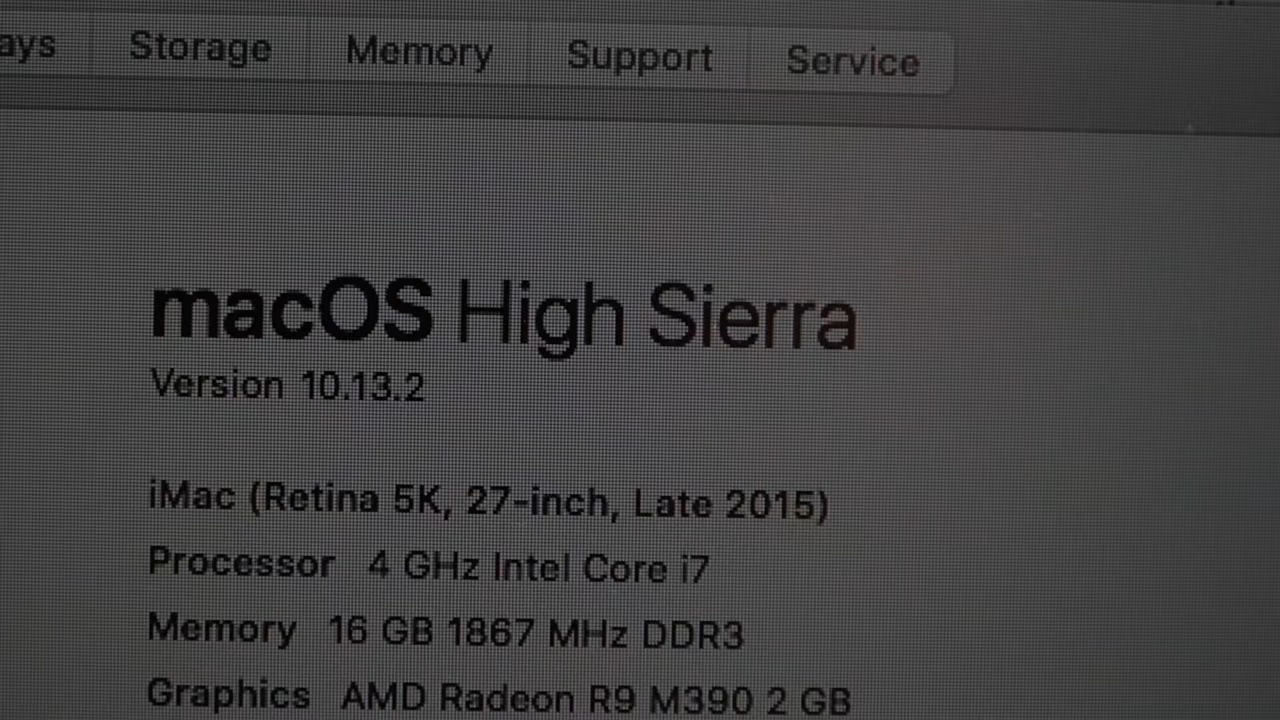 ays Storage Memory Support Service
macOS High Sierra
Version 10.13.2
iMac (Retina 5K, 27-inch, Late 2015)
Processor 4 GHz Intel Core i7
Memory 16 GB 1867 MHz DDR3
Graphics AMD Radeon R9 M390 2 GB